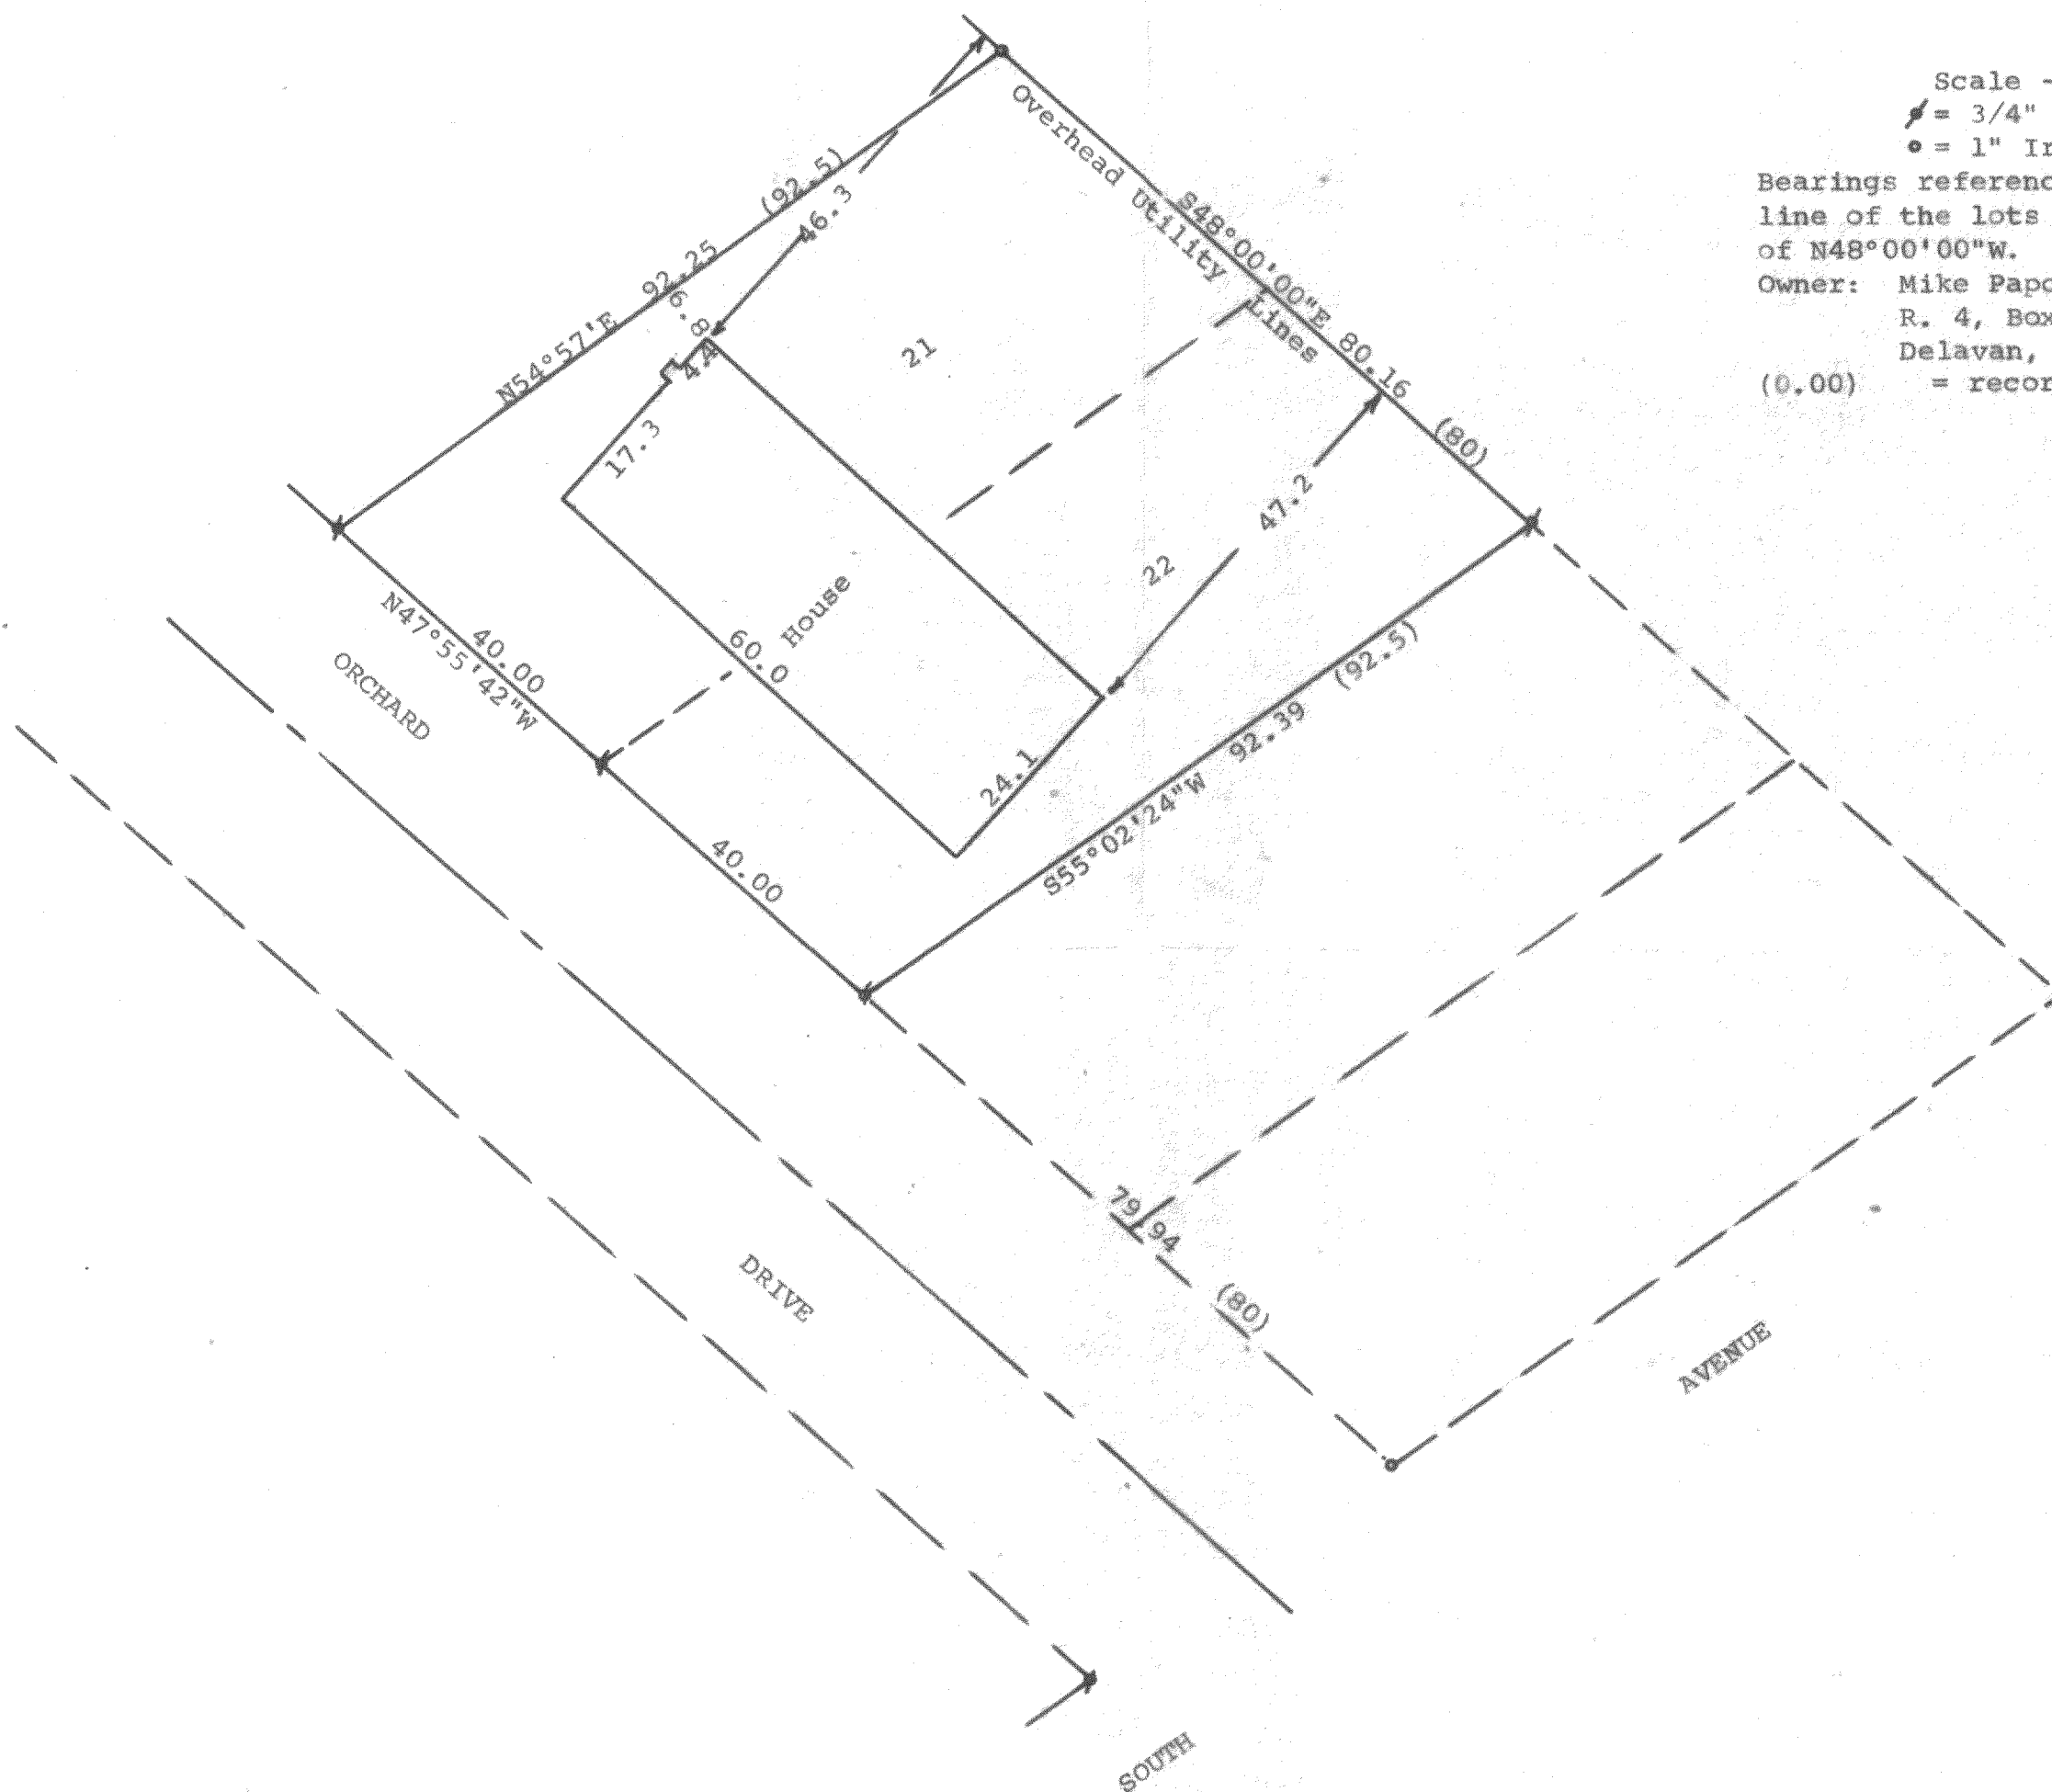 Scale -
= 3/4"
= 1" Ir
Bearings referenc
line of the lots
of N48°00'00"W.
Owner: Mike Papo
R. 4, Box
Delavan,
(0.00) = recor
Overhead Utility Lines
S48°00'00"E 80.16 (80)
N54°57'E 92.25 (92.5)
46.3
6.8
4.4
17.3
21
47.2
22
House
60.0
24.1
S55°02'24"W 92.39 (92.5)
40.00
N47°55'42"W
40.00
ORCHARD
DRIVE
79.94
(80)
AVENUE
SOUTH